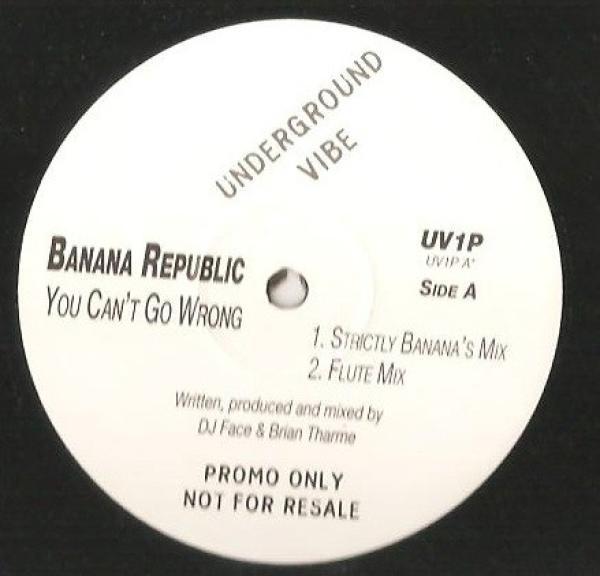 UNDERGROUND
VIBE
BANANA REPUBLIC
YOU CAN'T GO WRONG
UV1P
UV1P A'
SIDE A
1. STRICTLY BANANA'S MIX
2. FLUTE MIX
Written, produced and mixed by
DJ Face & Brian Tharme
PROMO ONLY
NOT FOR RESALE